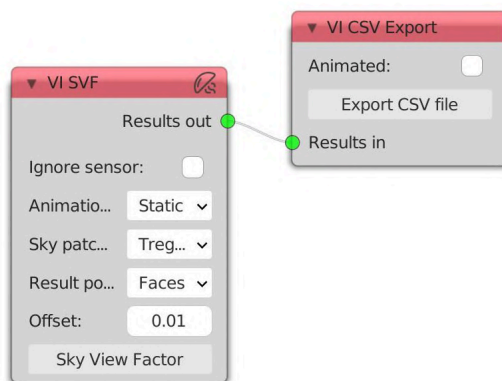 VI CSV Export
Animated:
Export CSV file
Results in
VI SVF
Results out
Ignore sensor:
Animatio... Static
Sky patc... Treg...
Result po... Faces
Offset: 0.01
Sky View Factor